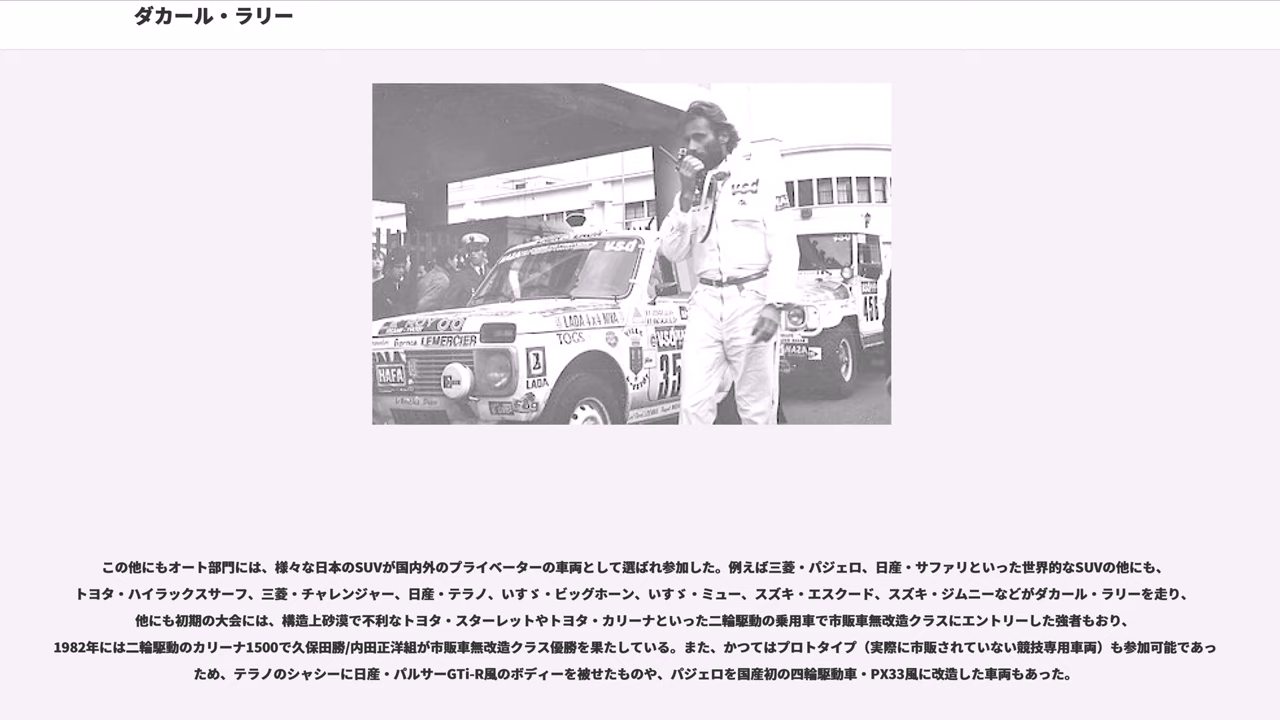 ダカール・ラリー
vsd
vsd
LADA 4x4 NIVA
TOGS
LEMERCIER
HAFA
LADA
VSD
35
456
この他にもオート部門には、様々な日本のSUVが国内外のプライベーターの車両として選ばれ参加した。例えば三菱・パジェロ、日産・サファリといった世界的なSUVの他にも、
トヨタ・ハイラックスサーフ、三菱・チャレンジャー、日産・テラノ、いすゞ・ビッグホーン、いすゞ・ミュー、スズキ・エスクード、スズキ・ジムニーなどがダカール・ラリーを走り、
他にも初期の大会には、構造上砂漠で不利なトヨタ・スターレットやトヨタ・カリーナといった二輪駆動の乗用車で市販車無改造クラスにエントリーした強者もおり、
1982年には二輪駆動のカリーナ1500で久保田勝/内田正洋組が市販車無改造クラス優勝を果たしている。また、かつてはプロトタイプ（実際に市販されていない競技専用車両）も参加可能であっ
ため、テラノのシャシーに日産・パルサーGTi-R風のボディーを被せたものや、パジェロを国産初の四輪駆動車・PX33風に改造した車両もあった。